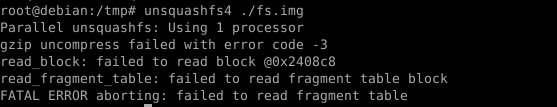 root@debian:/tmp# unsquashfs4 ./fs.img
Parallel unsquashfs: Using 1 processor
gzip uncompress failed with error code -3
read_block: failed to read block @0x2408c8
read_fragment_table: failed to read fragment table block
FATAL ERROR aborting: failed to read fragment table